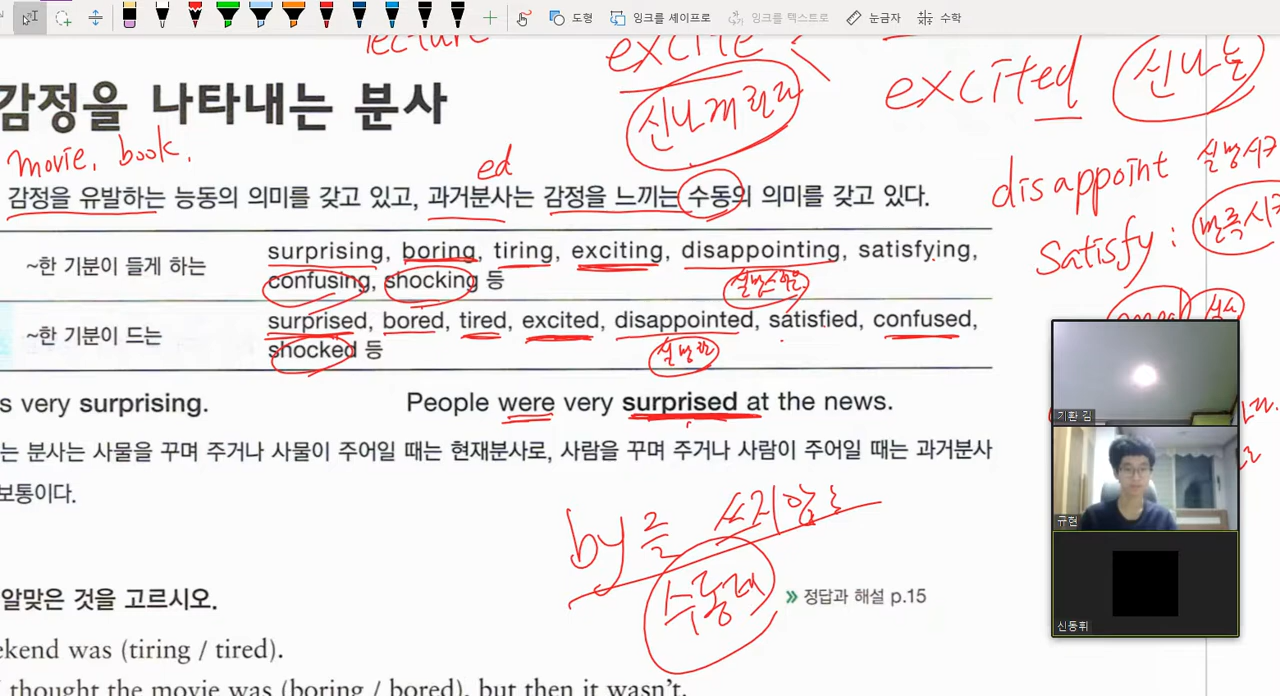 도형 잉크를 셰이프로 잉크를 텍스트로 눈금자 수학
lecture
excite
신나게 하다
excited 신나는
감정을 나타내는 분사
movie, book.
ed
disappoint 실망시키
감정을 유발하는 능동의 의미를 갖고 있고, 과거분사는 감정을 느끼는 수동의 의미를 갖고 있다.
Satisfy : 만족시키
~한 기분이 들게 하는
surprising, boring, tiring, exciting, disappointing, satisfying,
confusing, shocking 등
실망스러운
~한 기분이 드는
surprised, bored, tired, excited, disappointed, satisfied, confused,
shocked 등
실망한
s very surprising.
People were very surprised at the news.
는 분사는 사물을 꾸며 주거나 사물이 주어일 때는 현재분사로, 사람을 꾸며 주거나 사람이 주어일 때는 과거분사
보통이다.
by를 쓰지않는
수동태
알맞은 것을 고르시오.
정답과 해설 p.15
ekend was (tiring / tired).
I thought the movie was (boring / bored), but then it wasn't.
기환 김
규현
신동휘